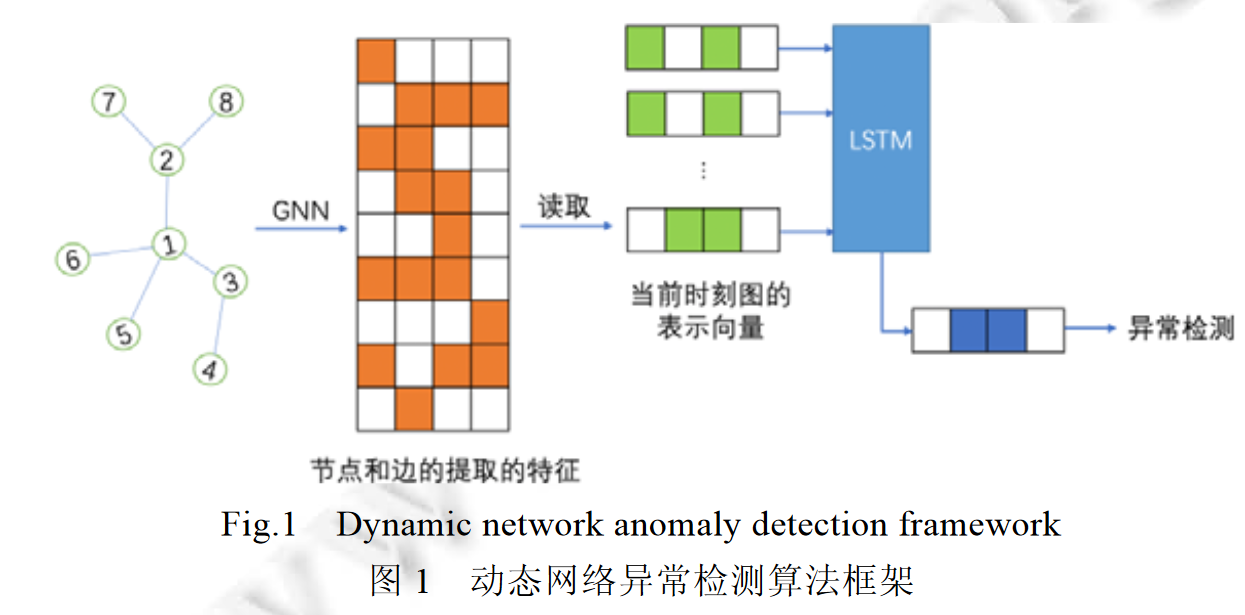 7
8
2
1
6
3
5
4
GNN
读取
⋮
LSTM
当前时刻图的
表示向量
异常检测
节点和边的提取的特征
Fig.1 Dynamic network anomaly detection framework
图 1 动态网络异常检测算法框架